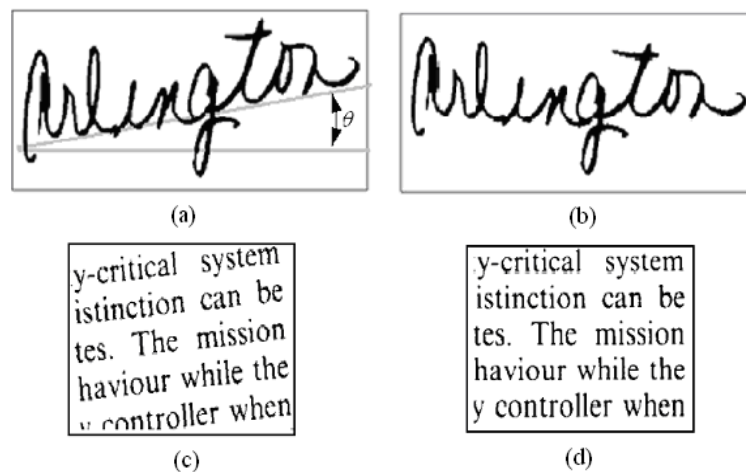 Arlington
θ
Arlington
(a)
(b)
y-critical system
istinction can be
tes. The mission
haviour while the
y controller when
(c)
y-critical system
istinction can be
tes. The mission
haviour while the
y controller when
(d)